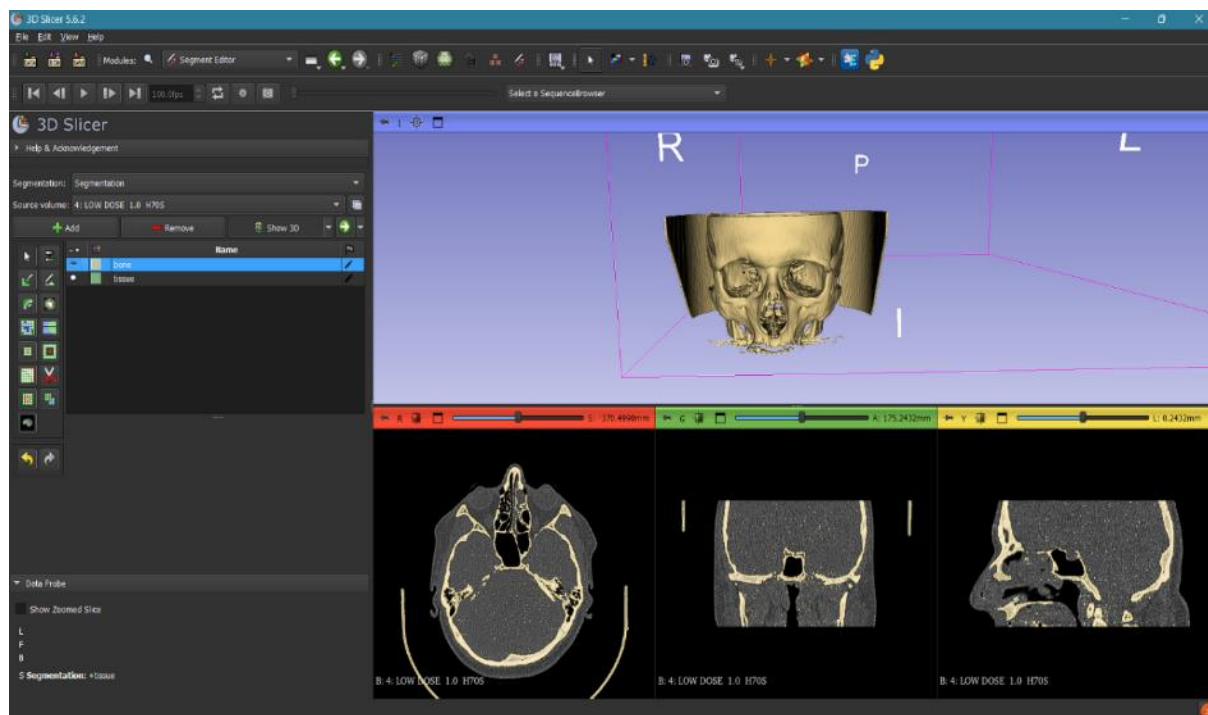 3D Slicer 5.6.2
File Edit View Help
Modules: Segment Editor
100.0fps
Select a SequenceBrowser
3D Slicer
Help & Acknowledgement
Segmentation: Segmentation
Source volume: 4: LOW DOSE 1.0 H70S
Add Remove Show 3D
Name
bone
tissue
Data Probe
Show Zoomed Slice
L
F
B
S Segmentation: +tissue
1
R
P
L
I
R S: -370.4998mm
G A: 175.2432mm
Y L: 0.2432mm
B: 4: LOW DOSE 1.0 H70S
B: 4: LOW DOSE 1.0 H70S
B: 4: LOW DOSE 1.0 H70S